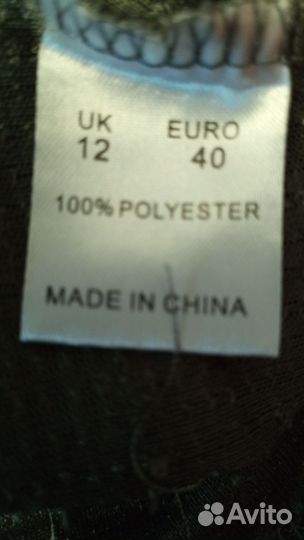 UK EURO
12 40
100% POLYESTER
MADE IN CHINA
Avito